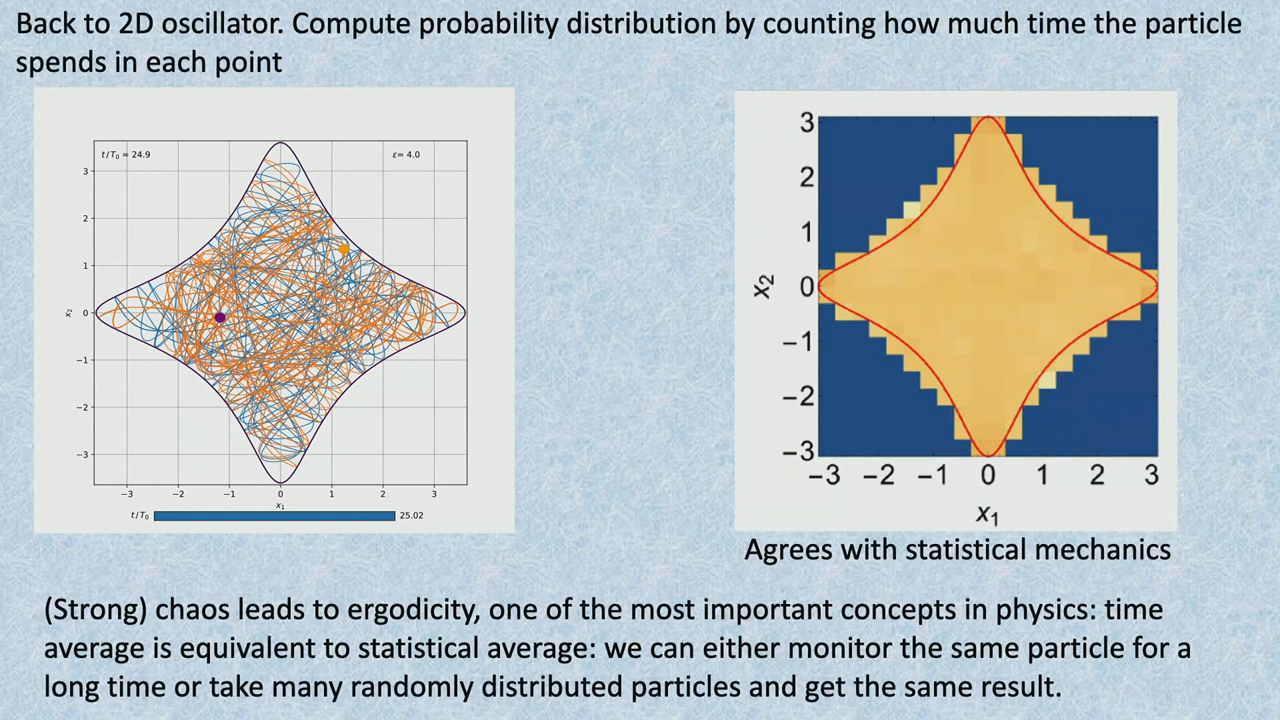 Back to 2D oscillator. Compute probability distribution by counting how much time the particle
spends in each point
t/T₀ = 24.9
ε= 4.0
3
2
1
0
−1
−2
−3
x₂
−3 −2 −1 0 1 2 3
x₁
t/T₀ 25.02
3
2
1
0
−1
−2
−3
x₂
−3 −2 −1 0 1 2 3
x₁
Agrees with statistical mechanics
(Strong) chaos leads to ergodicity, one of the most important concepts in physics: time
average is equivalent to statistical average: we can either monitor the same particle for a
long time or take many randomly distributed particles and get the same result.